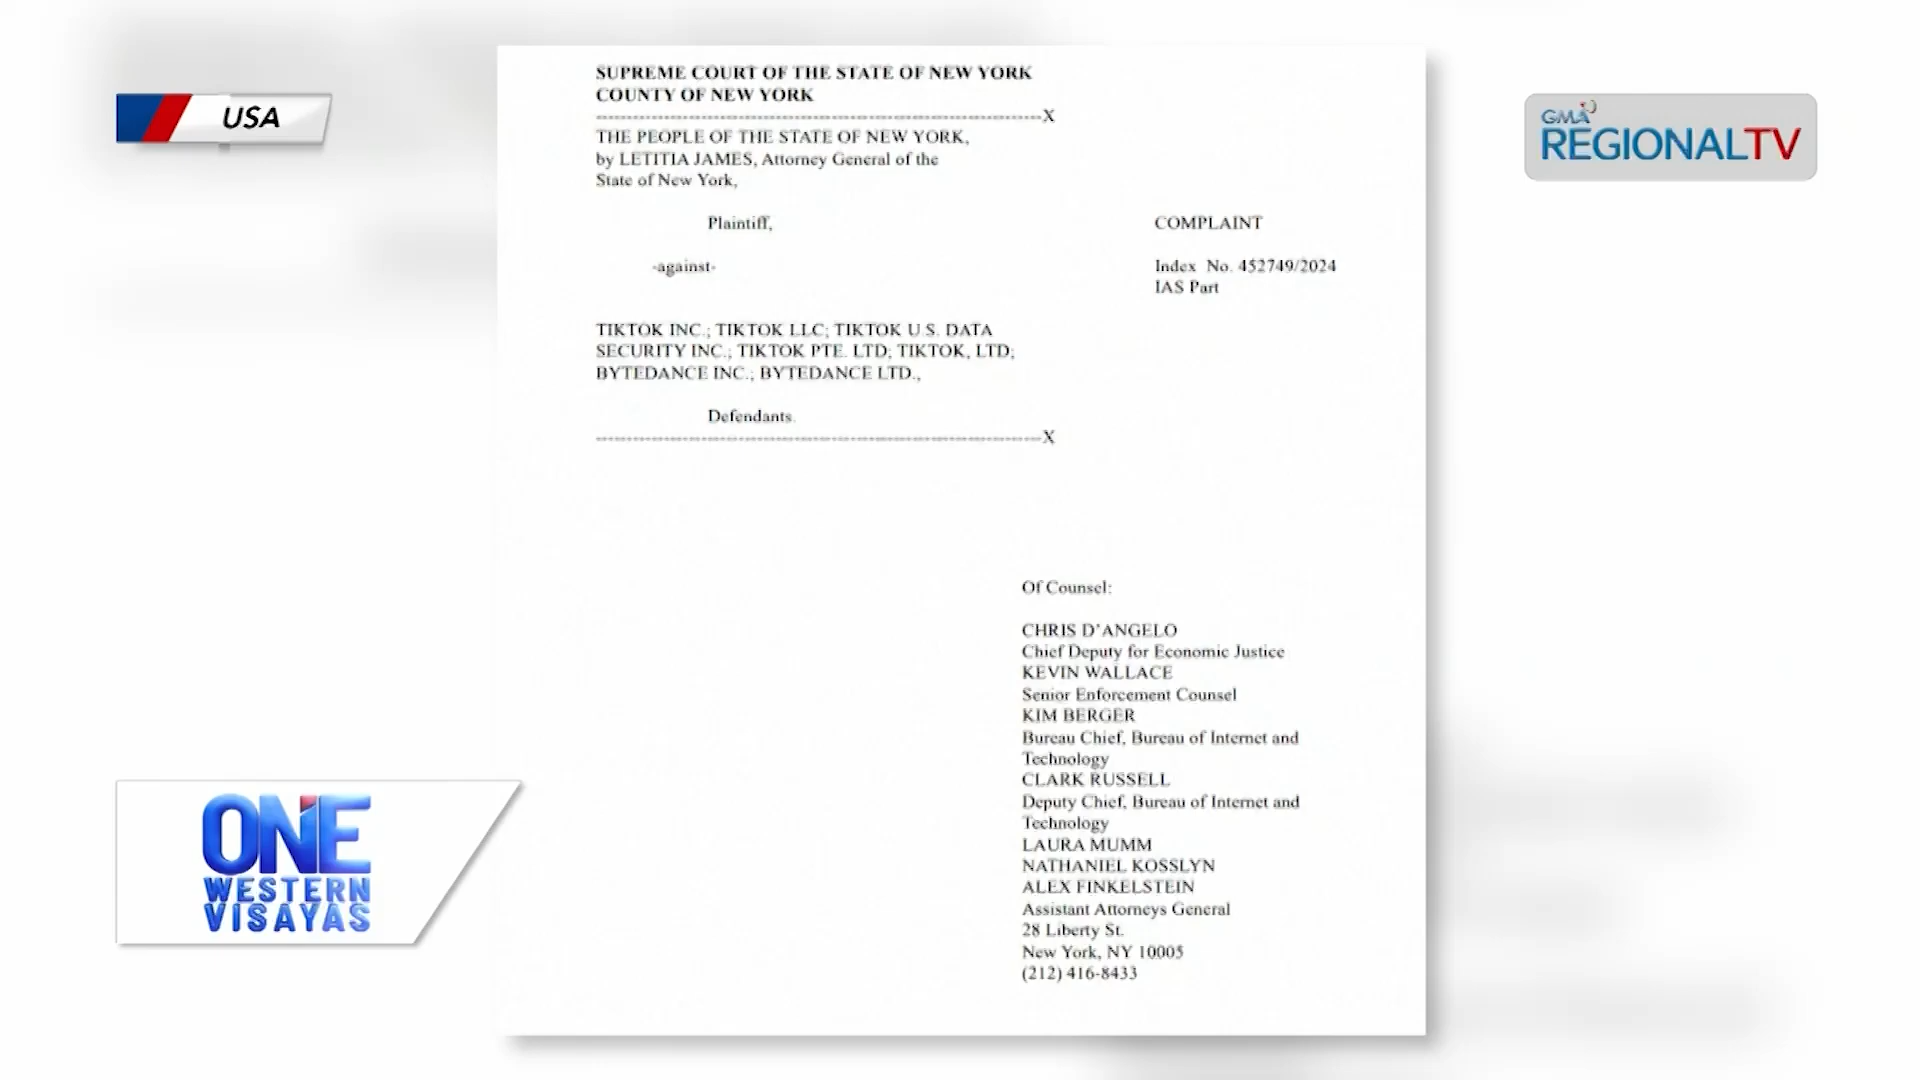 USA
GMA
REGIONALTV
SUPREME COURT OF THE STATE OF NEW YORK
COUNTY OF NEW YORK
--------------------------------------------------------------------------X
THE PEOPLE OF THE STATE OF NEW YORK,
by LETITIA JAMES, Attorney General of the
State of New York,
Plaintiff,
COMPLAINT
-against-
Index No. 452749/2024
IAS Part
TIKTOK INC.; TIKTOK LLC; TIKTOK U.S. DATA
SECURITY INC.; TIKTOK PTE. LTD; TIKTOK, LTD;
BYTEDANCE INC.; BYTEDANCE LTD.,
Defendants.
--------------------------------------------------------------------------X
Of Counsel:
CHRIS D’ANGELO
Chief Deputy for Economic Justice
KEVIN WALLACE
Senior Enforcement Counsel
KIM BERGER
Bureau Chief, Bureau of Internet and
Technology
CLARK RUSSELL
Deputy Chief, Bureau of Internet and
Technology
LAURA MUMM
NATHANIEL KOSSLYN
ALEX FINKELSTEIN
Assistant Attorneys General
28 Liberty St.
New York, NY 10005
(212) 416-8433
ONE
WESTERN
VISAYAS